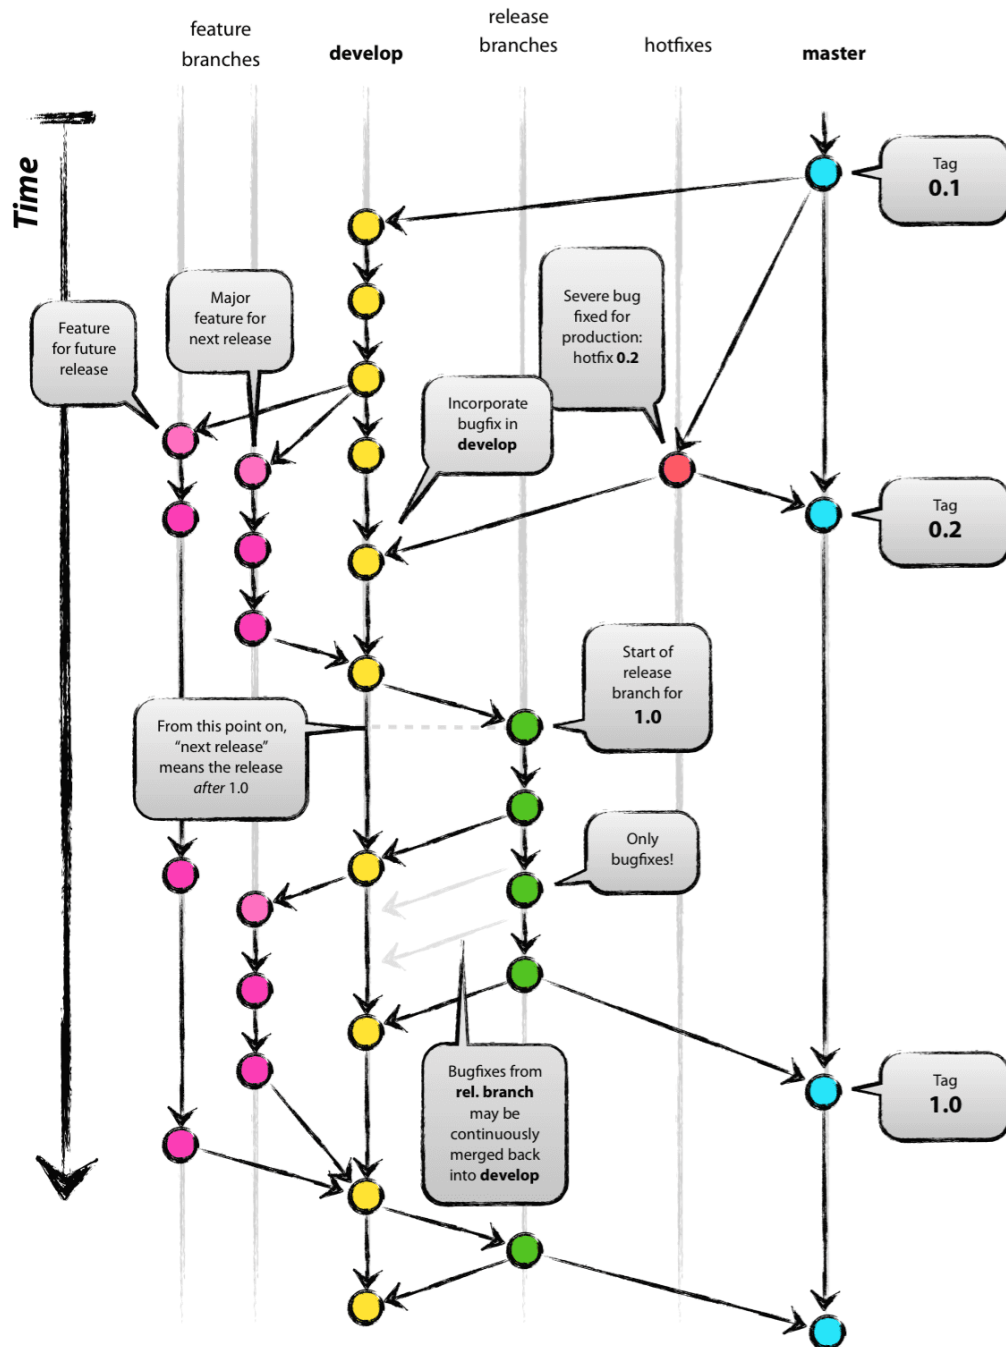 feature
branches
develop
release
branches
hotfixes
master
Time
Tag
0.1
Severe bug
fixed for
production:
hotfix 0.2
Major
feature for
next release
Feature
for future
release
Incorporate
bugfix in
develop
Tag
0.2
Start of
release
branch for
1.0
From this point on,
“next release”
means the release
after 1.0
Only
bugfixes!
Bugfixes from
rel. branch
may be
continuously
merged back
into develop
Tag
1.0